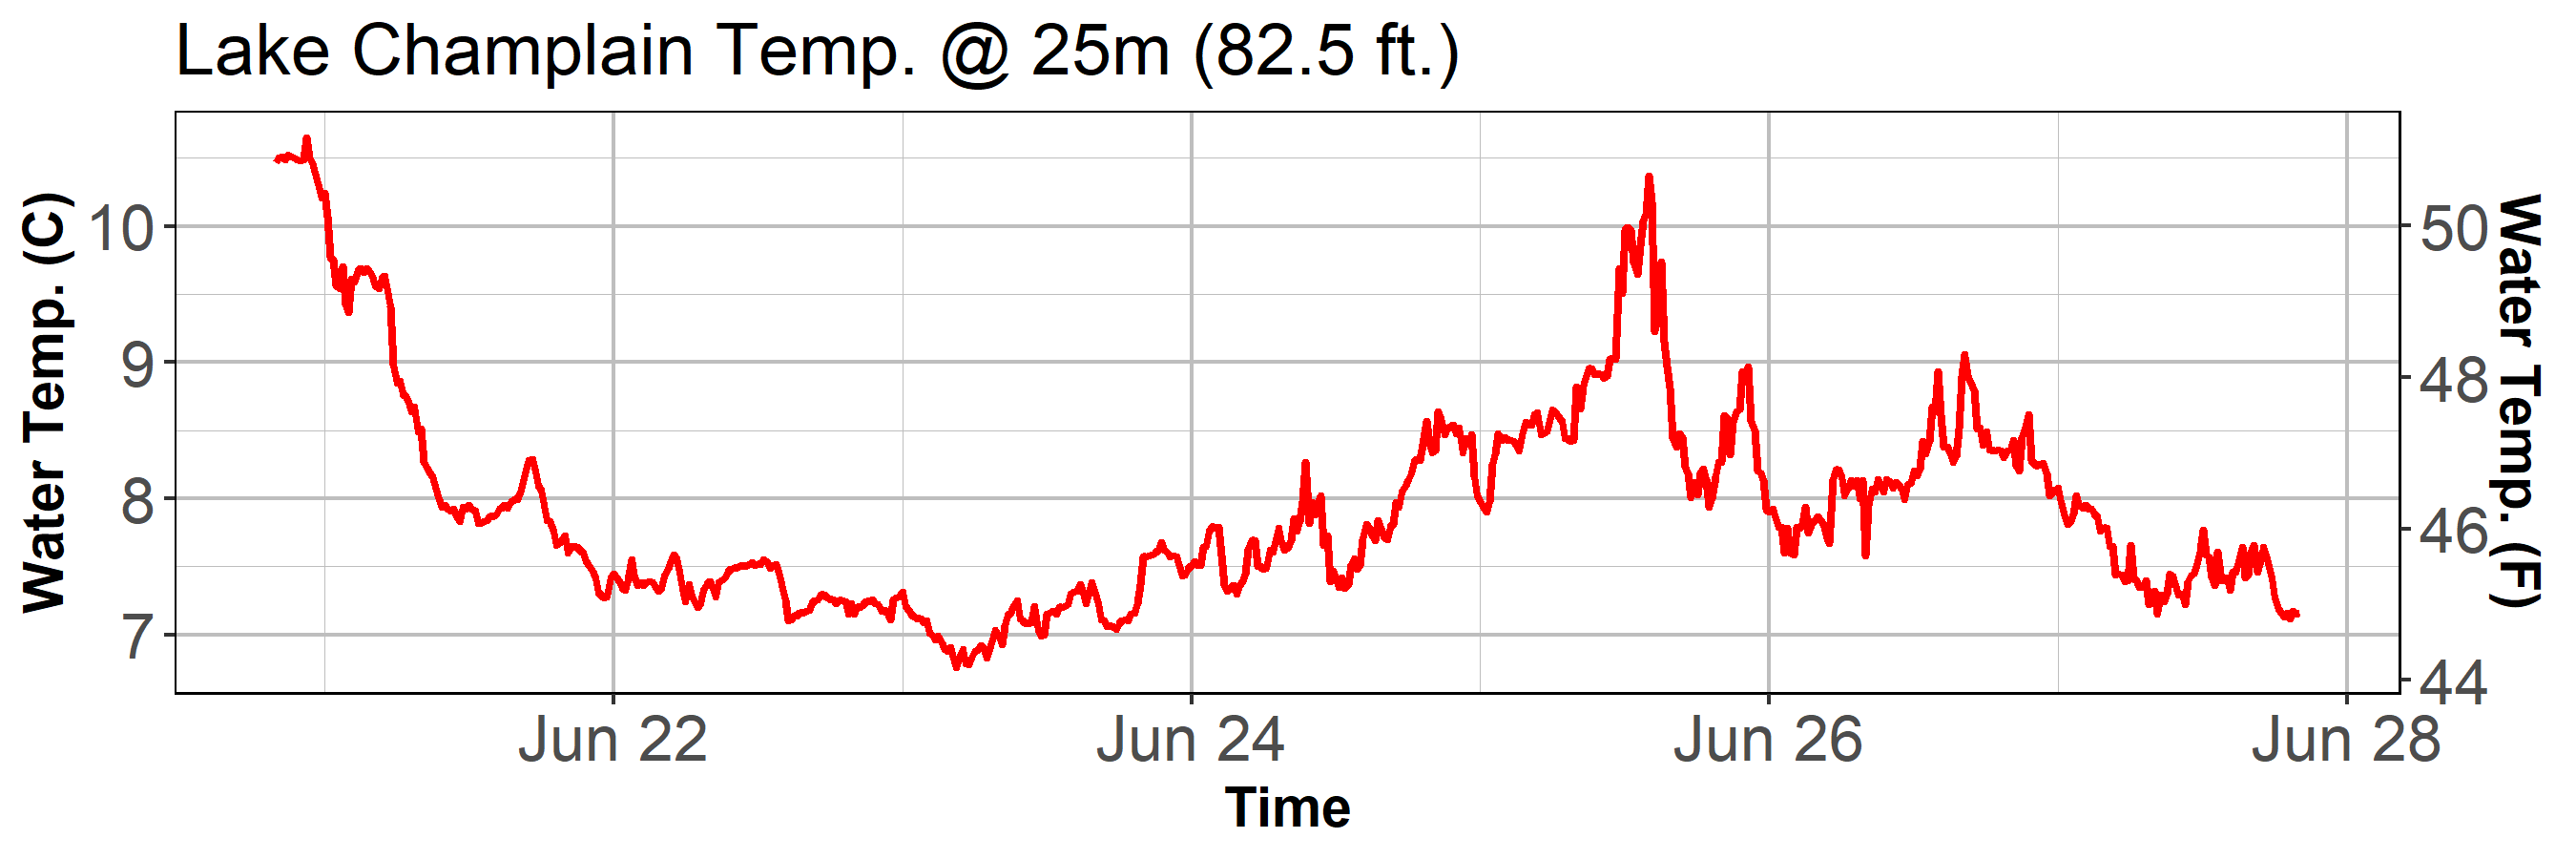 Lake Champlain Temp. @ 25m (82.5 ft.)
Water Temp. (C)
10
9
8
7
50
48
46
44
Water Temp. (F)
Jun 22
Jun 24
Jun 26
Jun 28
Time